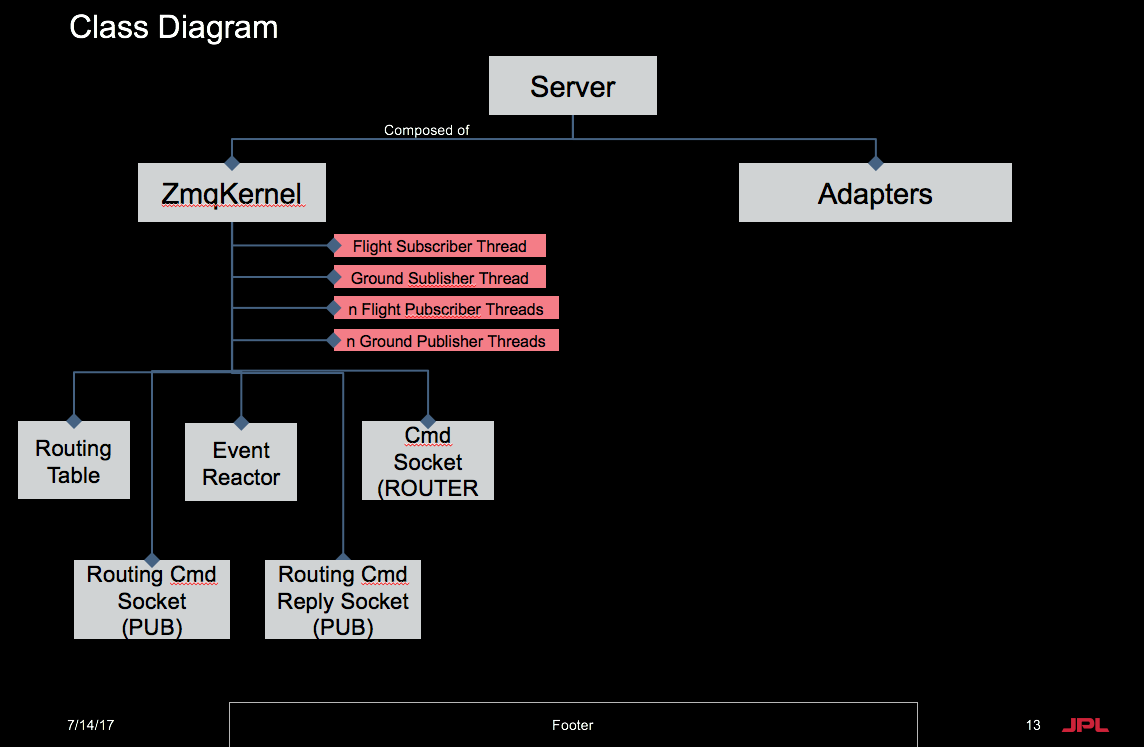 Class Diagram
Server
Composed of
ZmqKernel
Adapters
Flight Subscriber Thread
Ground Sublisher Thread
n Flight Pubscriber Threads
n Ground Publisher Threads
Routing
Table
Event
Reactor
Cmd
Socket
(ROUTER
Routing Cmd
Socket
(PUB)
Routing Cmd
Reply Socket
(PUB)
7/14/17
Footer
13
JPL